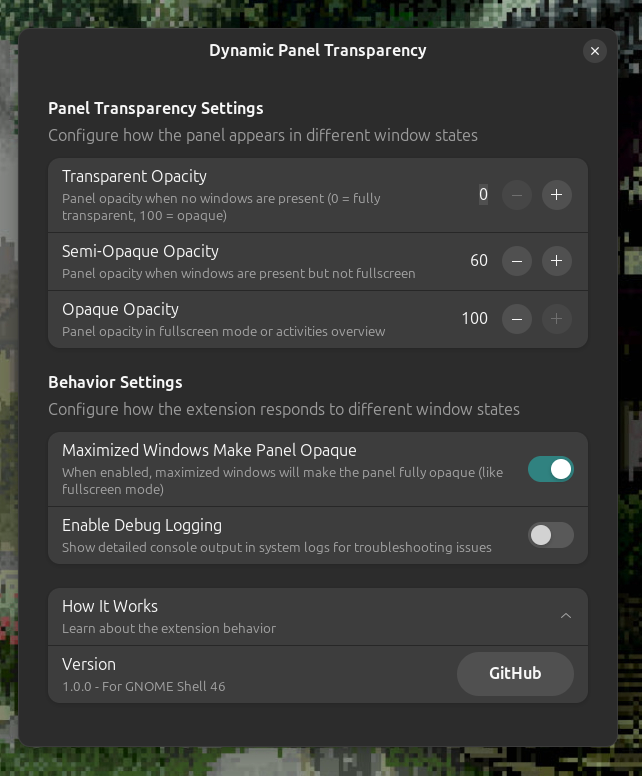 Dynamic Panel Transparency
Panel Transparency Settings
Configure how the panel appears in different window states
Transparent Opacity
Panel opacity when no windows are present (0 = fully
transparent, 100 = opaque)
0
Semi-Opaque Opacity
Panel opacity when windows are present but not fullscreen
60
Opaque Opacity
Panel opacity in fullscreen mode or activities overview
100
Behavior Settings
Configure how the extension responds to different window states
Maximized Windows Make Panel Opaque
When enabled, maximized windows will make the panel fully opaque (like
fullscreen mode)
Enable Debug Logging
Show detailed console output in system logs for troubleshooting issues
How It Works
Learn about the extension behavior
Version
1.0.0 - For GNOME Shell 46
GitHub